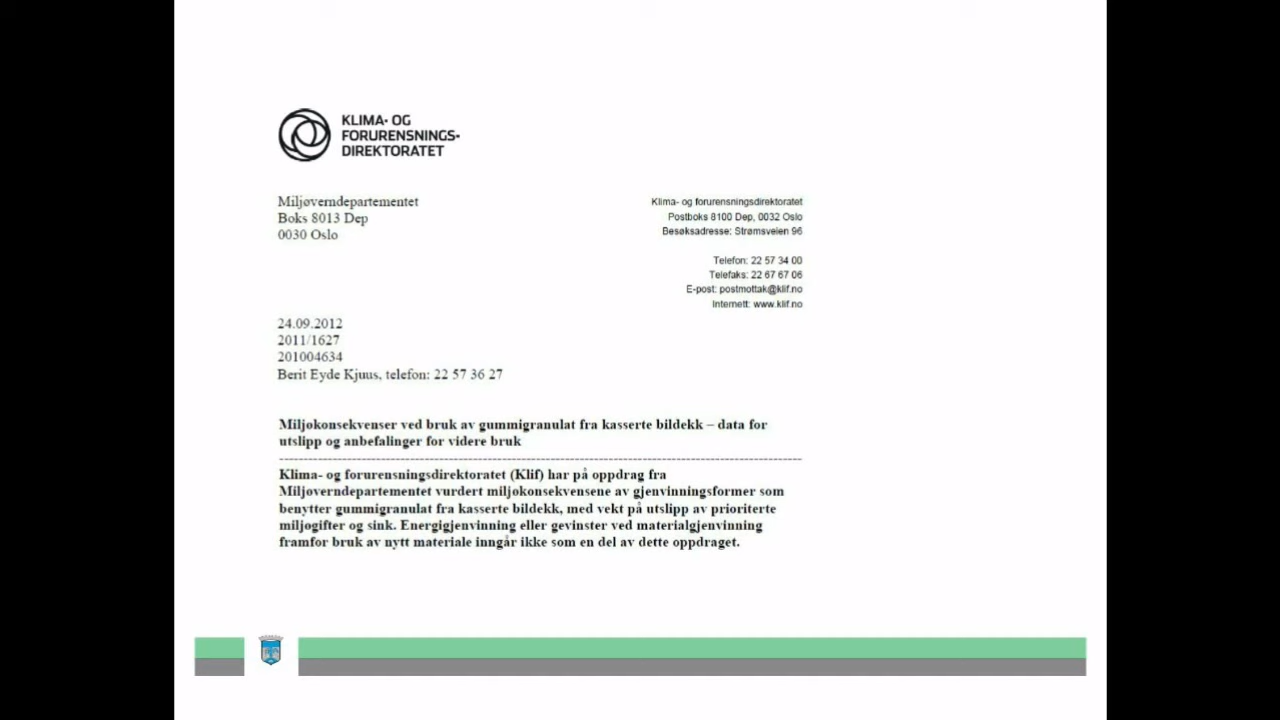 KLIMA- OG
FORURENSNINGS-
DIREKTORATET
Miljøverndepartementet
Boks 8013 Dep
0030 Oslo
Klima- og forurensningsdirektoratet
Postboks 8100 Dep, 0032 Oslo
Besøksadresse: Strømsveien 96
Telefon: 22 57 34 00
Telefaks: 22 67 67 06
E-post: postmottak@klif.no
Internett: www.klif.no
24.09.2012
2011/1627
201004634
Berit Eyde Kjuus, telefon: 22 57 36 27
Miljøkonsekvenser ved bruk av gummigranulat fra kasserte bildekk – data for
utslipp og anbefalinger for videre bruk
Klima- og forurensningsdirektoratet (Klif) har på oppdrag fra
Miljøverndepartementet vurdert miljøkonsekvensene av gjenvinningsformer som
benytter gummigranulat fra kasserte bildekk, med vekt på utslipp av prioriterte
miljøgifter og sink. Energigjenvinning eller gevinster ved materialgjenvinning
framfor bruk av nytt materiale inngår ikke som en del av dette oppdraget.